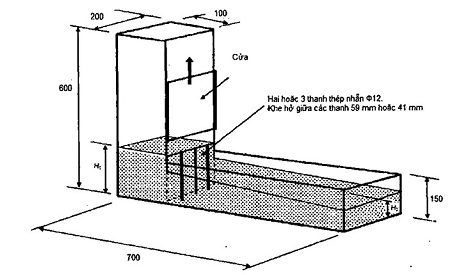 200
100
600
Cửa
Hai hoặc 3 thanh thép nhẵn Φ12.
Khe hở giữa các thanh 59 mm hoặc 41 mm
H₁
H₂
150
700